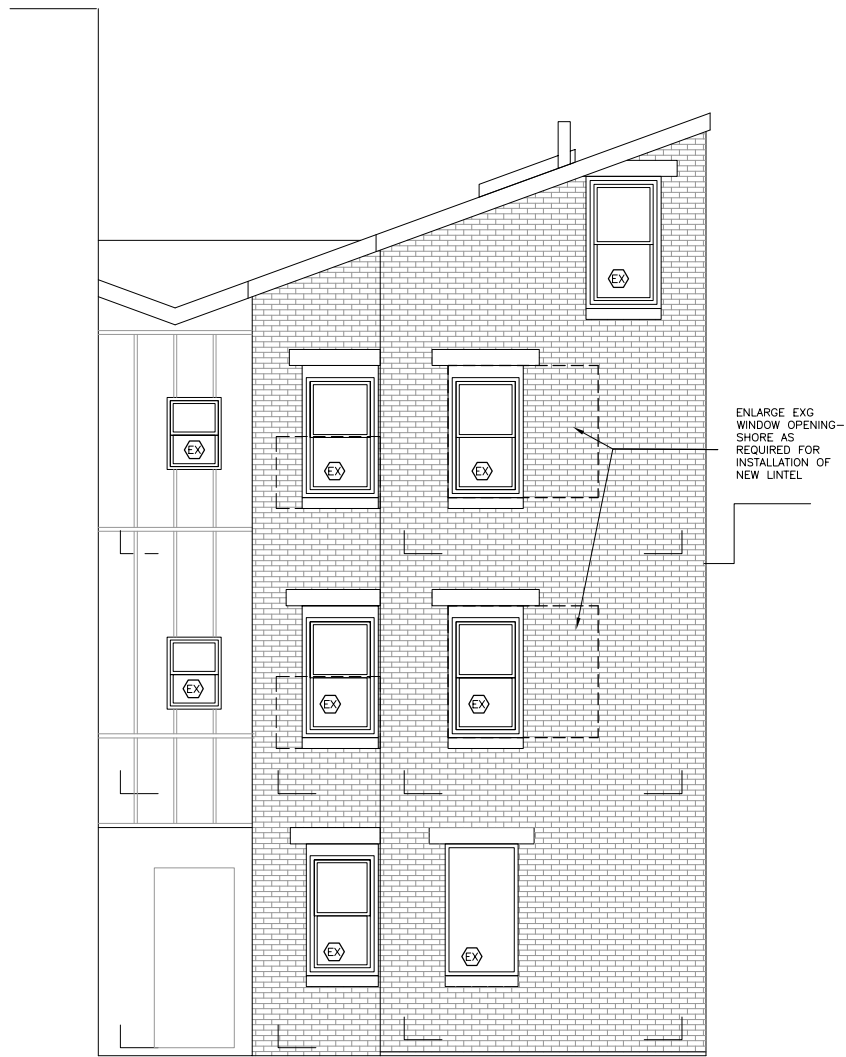 EX
EX
EX
EX
ENLARGE EXG
WINDOW OPENING—
SHORE AS
REQUIRED FOR
INSTALLATION OF
NEW LINTEL
EX
EX
EX
EX
EX